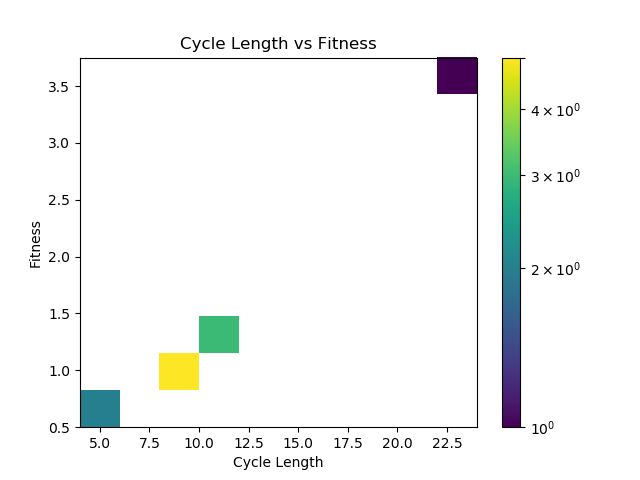 Cycle Length vs Fitness
Fitness
3.5
3.0
2.5
2.0
1.5
1.0
0.5
5.0 7.5 10.0 12.5 15.0 17.5 20.0 22.5
Cycle Length
4 × 10⁰
3 × 10⁰
2 × 10⁰
10⁰